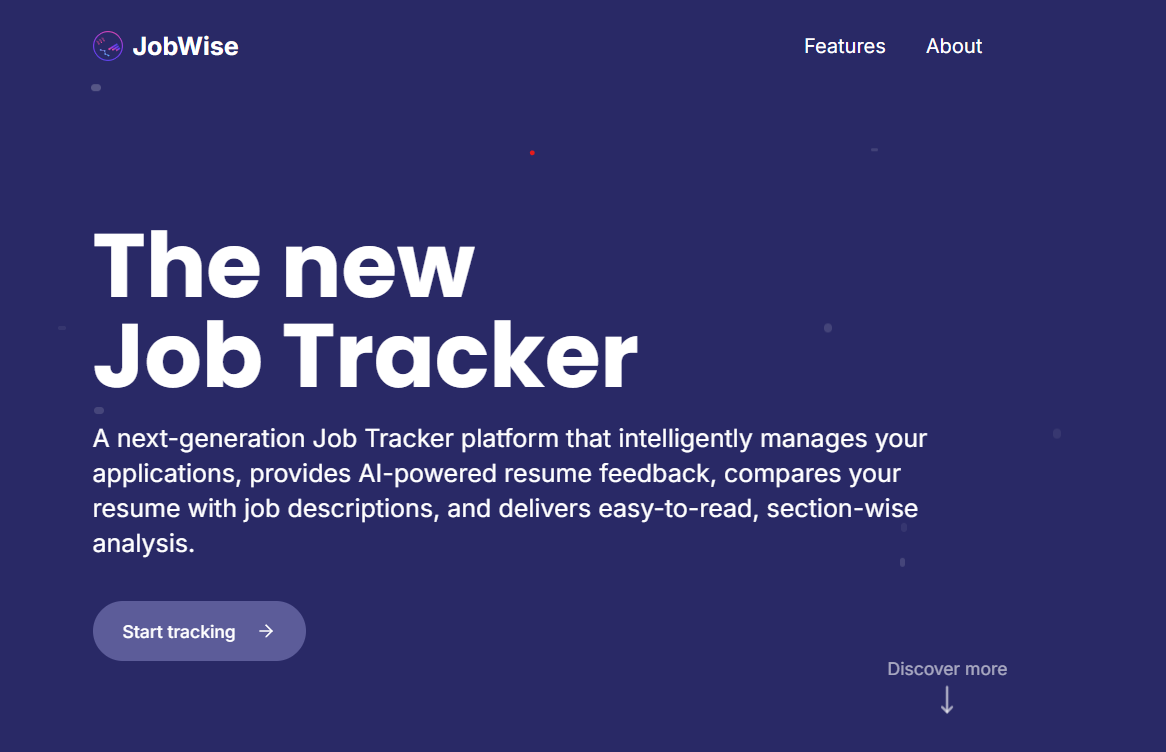 JobWise
Features
About
The new
Job Tracker
A next-generation Job Tracker platform that intelligently manages your
applications, provides AI-powered resume feedback, compares your
resume with job descriptions, and delivers easy-to-read, section-wise
analysis.
Start tracking
Discover more